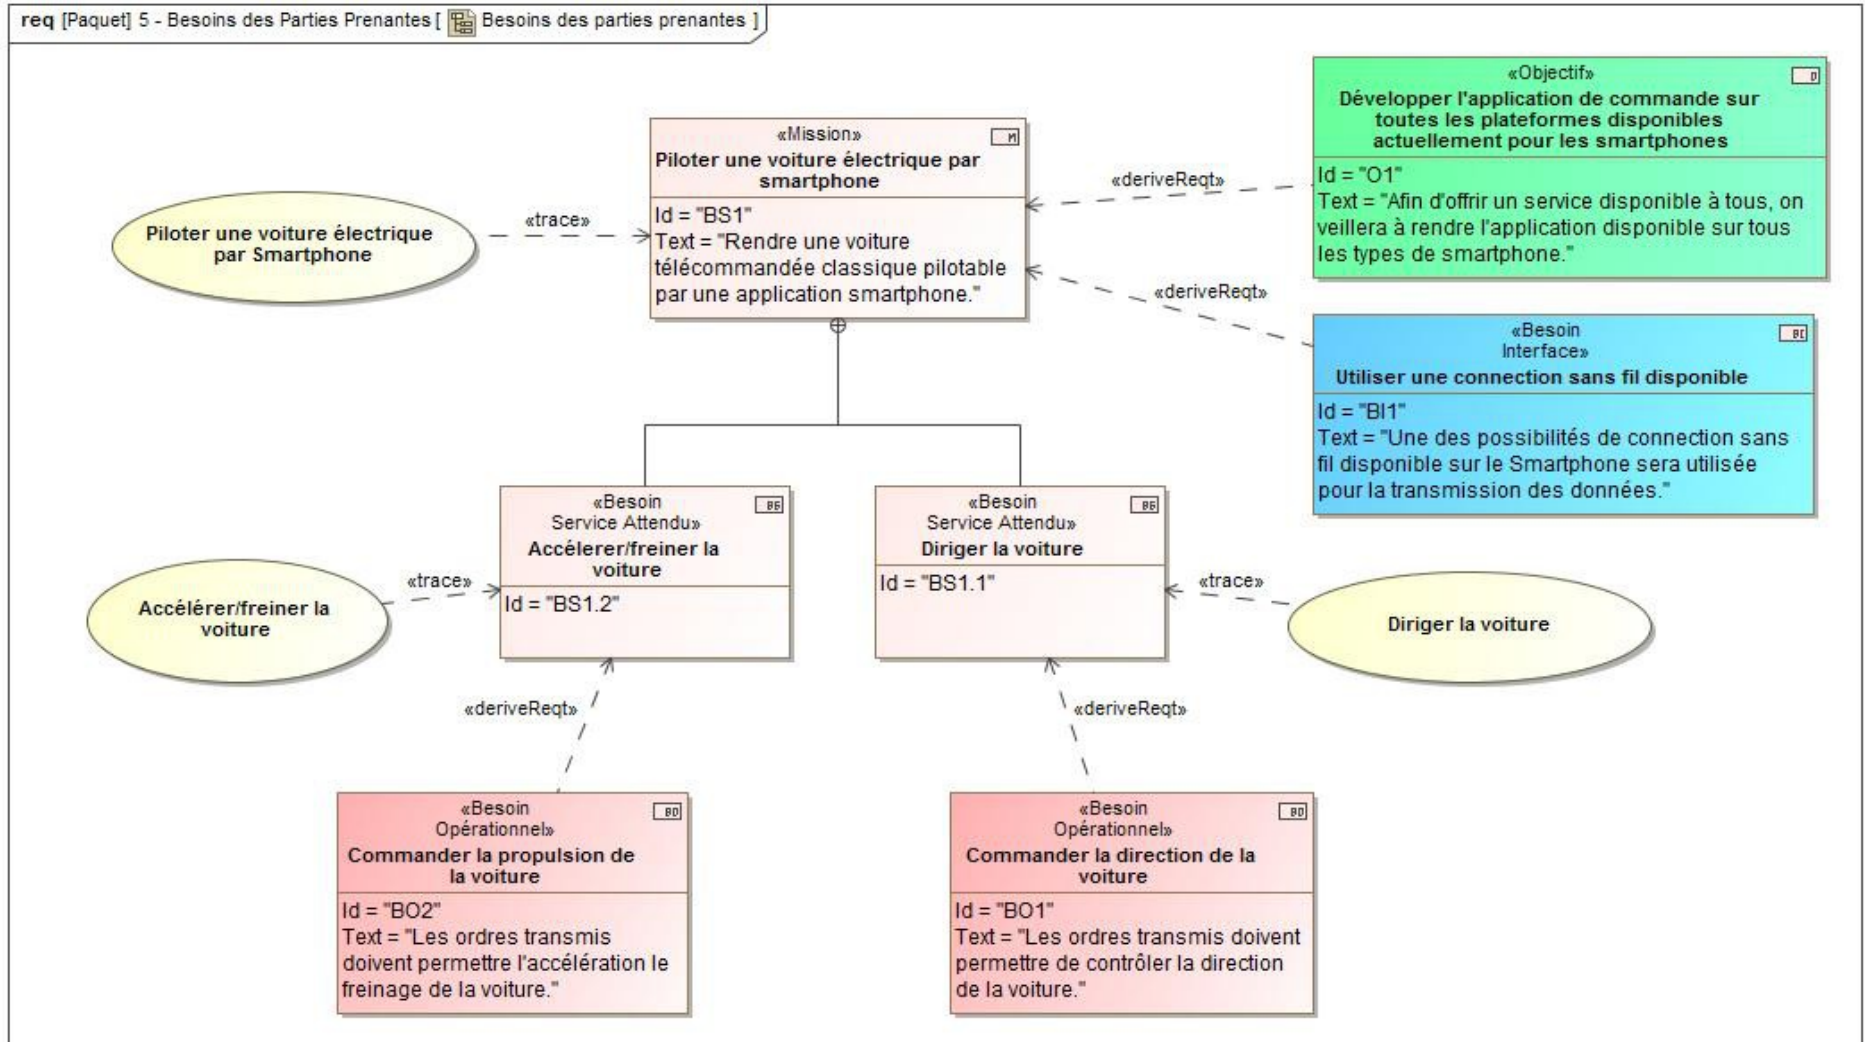 req [Paquet] 5 - Besoins des Parties Prenantes [ Besoins des parties prenantes ]
«Objectif»
Développer l'application de commande sur
toutes les plateformes disponibles
actuellement pour les smartphones
Id = "O1"
Text = "Afin d'offrir un service disponible à tous, on
veillera à rendre l'application disponible sur tous
les types de smartphone."
«Mission»
M
Piloter une voiture électrique par
smartphone
Id = "BS1"
Text = "Rendre une voiture
télécommandée classique pilotable
par une application smartphone."
«deriveReqt»
«trace»
Piloter une voiture électrique
par Smartphone
«deriveReqt»
«Besoin
Interface»
BI
Utiliser une connection sans fil disponible
Id = "BI1"
Text = "Une des possibilités de connection sans
fil disponible sur le Smartphone sera utilisée
pour la transmission des données."
«Besoin
Service Attendu»
Accélerer/freiner la
voiture
Id = "BS1.2"
«Besoin
Service Attendu»
Diriger la voiture
Id = "BS1.1"
«trace»
Accélérer/freiner la
voiture
«trace»
Diriger la voiture
«deriveReqt»
«deriveReqt»
«Besoin
Opérationnel»
Commander la propulsion de
la voiture
Id = "BO2"
Text = "Les ordres transmis
doivent permettre l'accélération le
freinage de la voiture."
«Besoin
Opérationnel»
Commander la direction de la
voiture
Id = "BO1"
Text = "Les ordres transmis doivent
permettre de contrôler la direction
de la voiture."